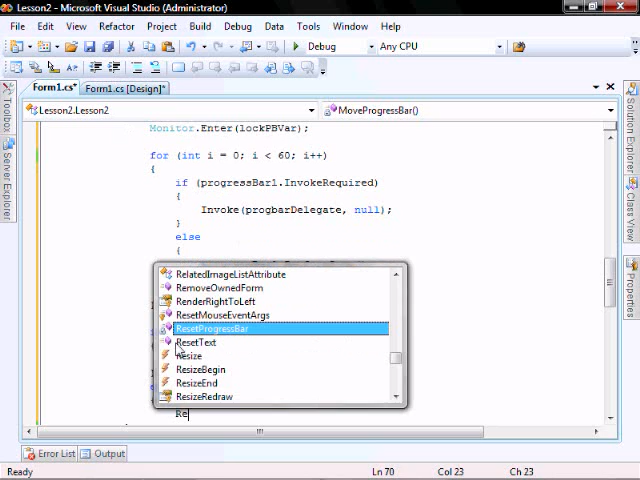 Lesson2 - Microsoft Visual Studio (Administrator)
File Edit View Refactor Project Build Debug Data Tools Test Window Help
Debug Any CPU
Form1.cs* Form1.cs [Design]*
Lesson2.Lesson2 MoveProgressBar()
Toolbox
Server Explorer
Solution Explorer
Class View
Properties
Monitor.Enter(lockPBVar);
for (int i = 0; i < 60; i++)
{
if (progressBar1.InvokeRequired)
{
Invoke(progbarDelegate, null);
}
else
{
RelatedImageListAttribute
RemoveOwnedForm
RenderRightToLeft
ResetMouseEventArgs
ResetProgressBar
ResetText
Resize
ResizeBegin
ResizeEnd
ResizeRedraw
Re
Error List Output
Ready Ln 70 Col 23 Ch 23